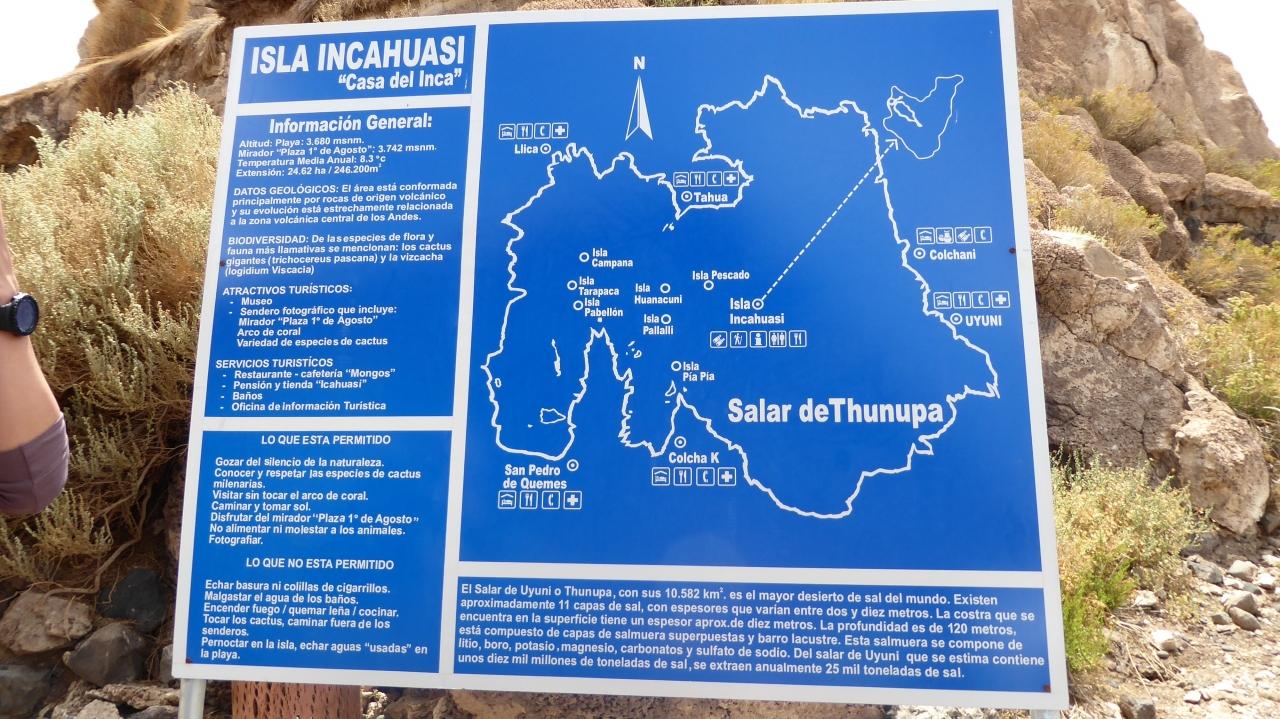 ISLA INCAHUASI
“Casa del Inca”
Información General:
Altitud: Playa: 3.680 msnm.
Mirador “Plaza 1° de Agosto”: 3.742 msnm.
Temperatura Media Anual: 8.3 °c
Extensión: 24.62 ha / 246.200m²
DATOS GEOLÓGICOS: El área está conformada
principalmente por rocas de origen volcánico
y su evolución está estrechamente relacionada
a la zona volcánica central de los Andes.
BIODIVERSIDAD: De las especies de flora y
fauna más llamativas se mencionan: los cactus
gigantes (trichocereus pascana) y la vizcacha
(logidium Viscacia)
ATRACTIVOS TURÍSTICOS:
- Museo
- Sendero fotográfico que incluye:
Mirador “Plaza 1° de Agosto”
Arco de coral
Variedad de especies de cactus
SERVICIOS TURISTÍCOS
- Restaurante - cafetería “Mongos”
- Pensión y tienda “Icahuasi”
- Baños
- Oficina de información Turística
LO QUE ESTA PERMITIDO
Gozar del silencio de la naturaleza.
Conocer y respetar las especies de cactus
milenarias.
Visitar sin tocar el arco de coral.
Caminar y tomar sol.
Disfrutar del mirador “Plaza 1° de Agosto”
No alimentar ni molestar a los animales.
Fotografiar.
LO QUE NO ESTA PERMITIDO
Echar basura ni colillas de cigarrillos.
Malgastar el agua de los baños.
Encender fuego / quemar leña / cocinar.
Tocar los cactus, caminar fuera de los
senderos.
Pernoctar en la isla, echar aguas “usadas” en
la playa.
N
Llica
Tahua
Isla
Campana
Isla
Tarapaca
Isla
Pabellón
Isla
Huanacuni
Isla
Pallalli
Isla Pescado
Isla
Incahuasi
Isla
Pía Pía
Colchani
UYUNI
Salar deThunupa
Colcha K
San Pedro
de Quemes
El Salar de Uyuni o Thunupa, con sus 10.582 km². es el mayor desierto de sal del mundo. Existen
aproximadamente 11 capas de sal, con espesores que varían entre dos y diez metros. La costra que se
encuentra en la superficie tiene un espesor aprox.de diez metros. La profundidad es de 120 metros,
está compuesto de capas de salmuera superpuestas y barro lacustre. Esta salmuera se compone de
litio, boro, potasio, magnesio, carbonatos y sulfato de sodio. Del salar de Uyuni que se estima contiene
unos diez mil millones de toneladas de sal, se extraen anualmente 25 mil toneladas de sal.